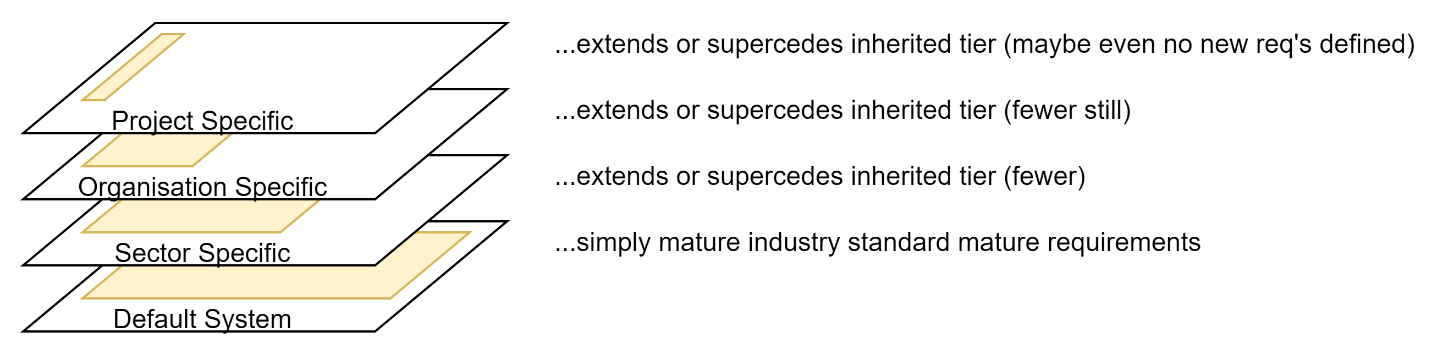 ...extends or supercedes inherited tier (maybe even no new req's defined)
Project Specific
...extends or supercedes inherited tier (fewer still)
Organisation Specific
...extends or supercedes inherited tier (fewer)
Sector Specific
...simply mature industry standard mature requirements
Default System